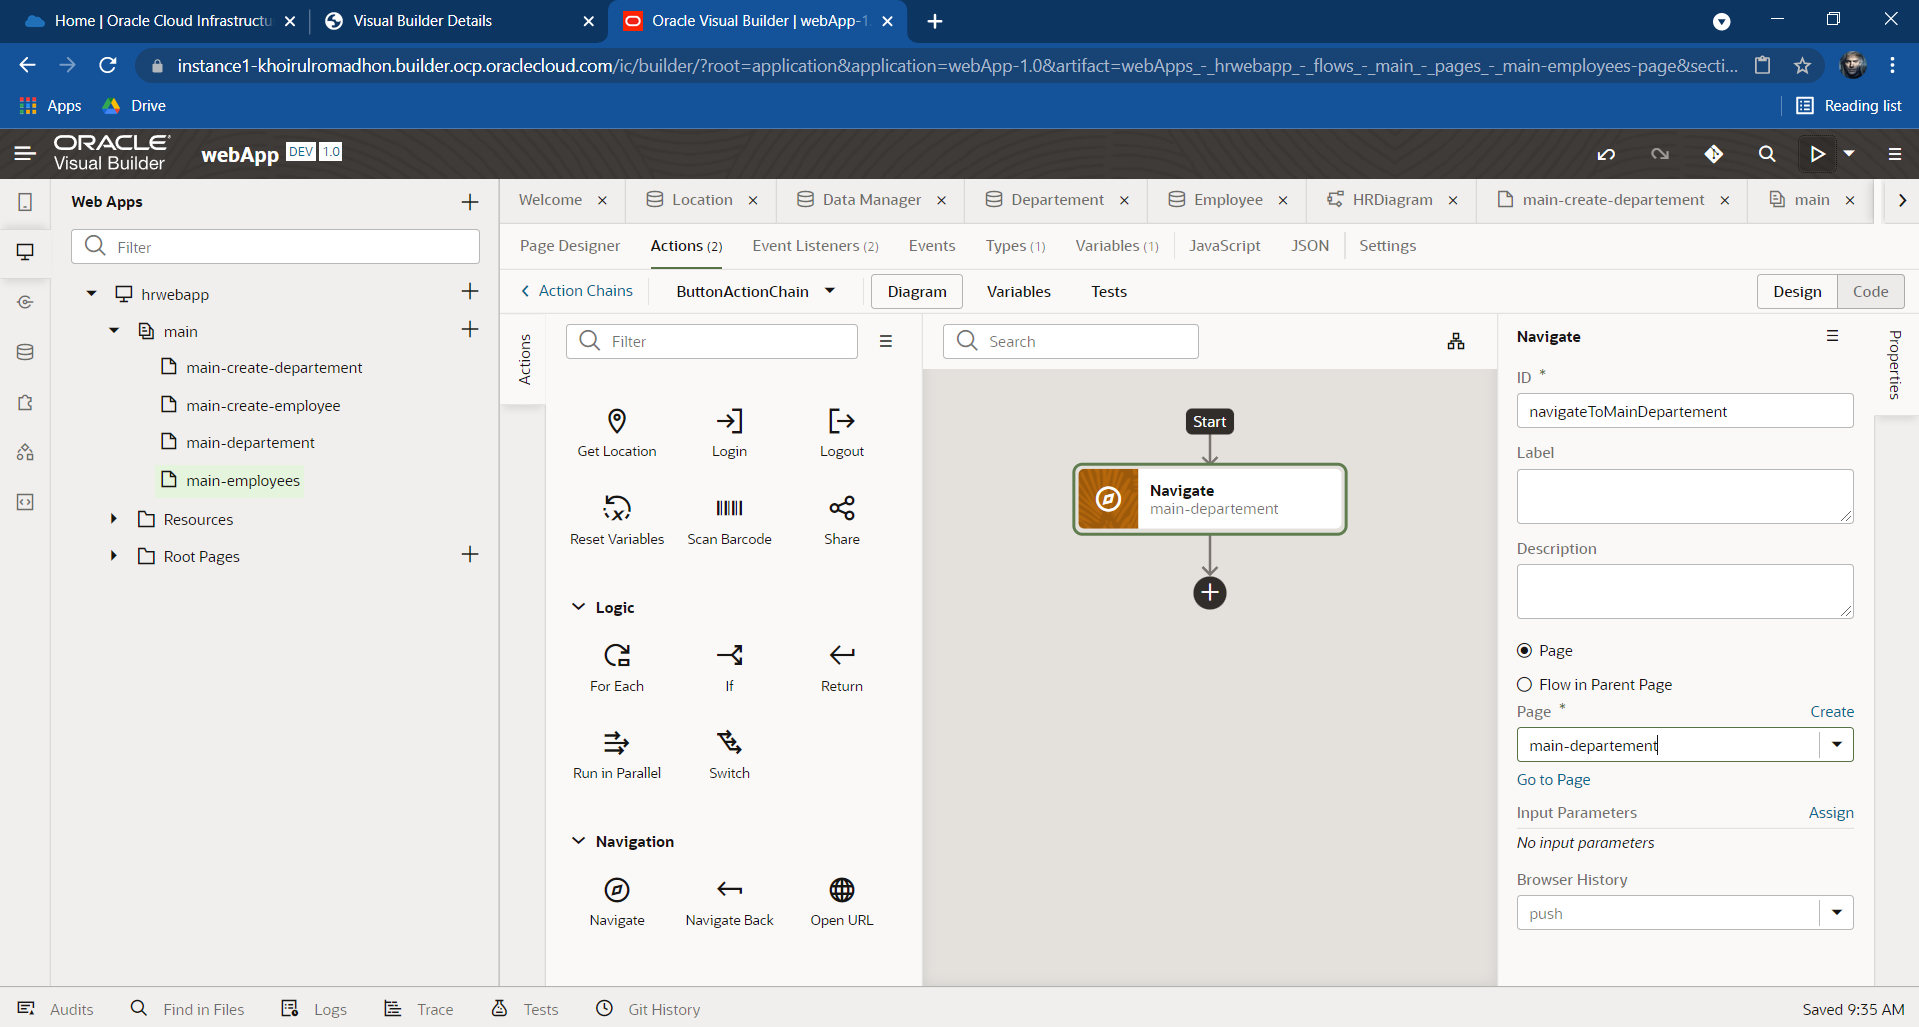 Home | Oracle Cloud Infrastructu
Visual Builder Details
Oracle Visual Builder | webApp-1
instance1-khoirulromadhon.builder.ocp.oraclecloud.com/ic/builder/?root=application&application=webApp-1.0&artifact=webApps_-_hrwebapp_-_flows_-_main_-_pages_-_main-employees-page&secti...
Apps
Drive
Reading list
ORACLE
Visual Builder
webApp
DEV
1.0
Web Apps
Filter
hrwebapp
main
main-create-departement
main-create-employee
main-departement
main-employees
Resources
Root Pages
Welcome
Location
Data Manager
Departement
Employee
HRDiagram
main-create-departement
main
Page Designer
Actions (2)
Event Listeners (2)
Events
Types (1)
Variables (1)
JavaScript
JSON
Settings
Action Chains
ButtonActionChain
Diagram
Variables
Tests
Design
Code
Actions
Filter
Get Location
Login
Logout
Reset Variables
Scan Barcode
Share
Logic
For Each
If
Return
Run in Parallel
Switch
Navigation
Navigate
Navigate Back
Open URL
Search
Start
Navigate
main-departement
Navigate
Properties
ID *
navigateToMainDepartement
Label
Description
Page
Flow in Parent Page
Page *
Create
main-departement
Go to Page
Input Parameters
Assign
No input parameters
Browser History
push
Audits
Find in Files
Logs
Trace
Tests
Git History
Saved 9:35 AM